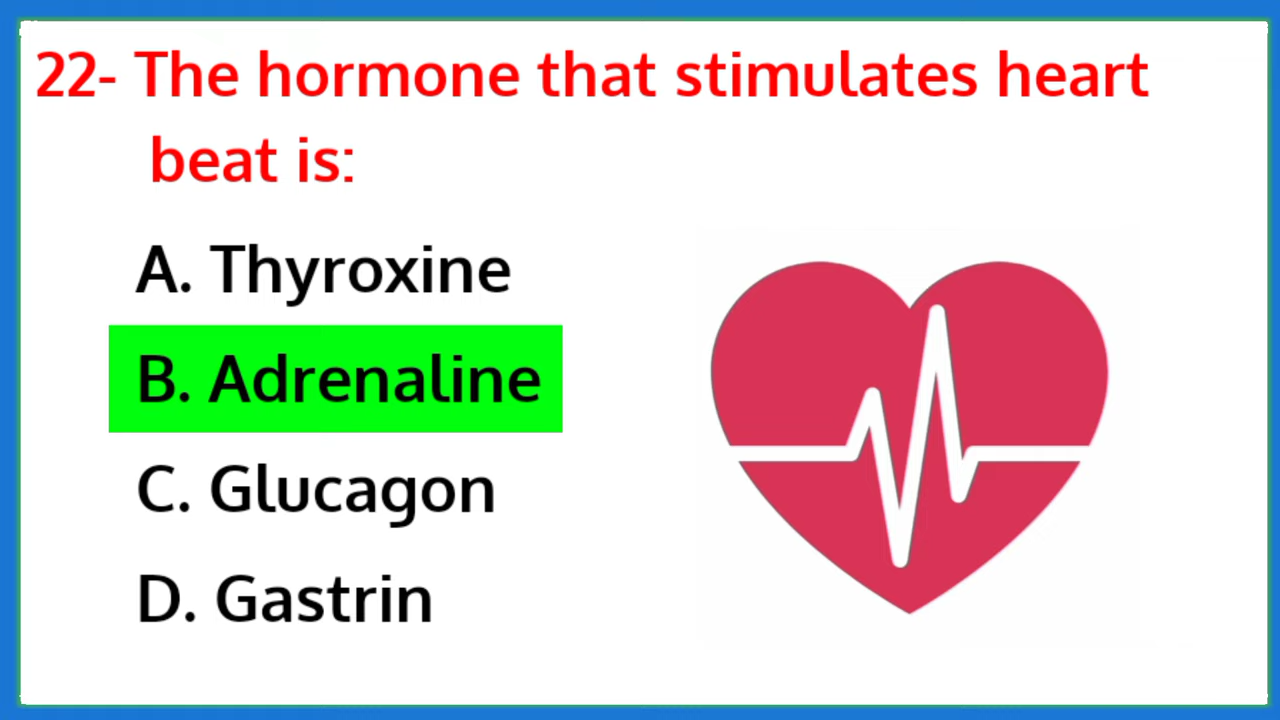 22- The hormone that stimulates heart
beat is:
A. Thyroxine
B. Adrenaline
C. Glucagon
D. Gastrin